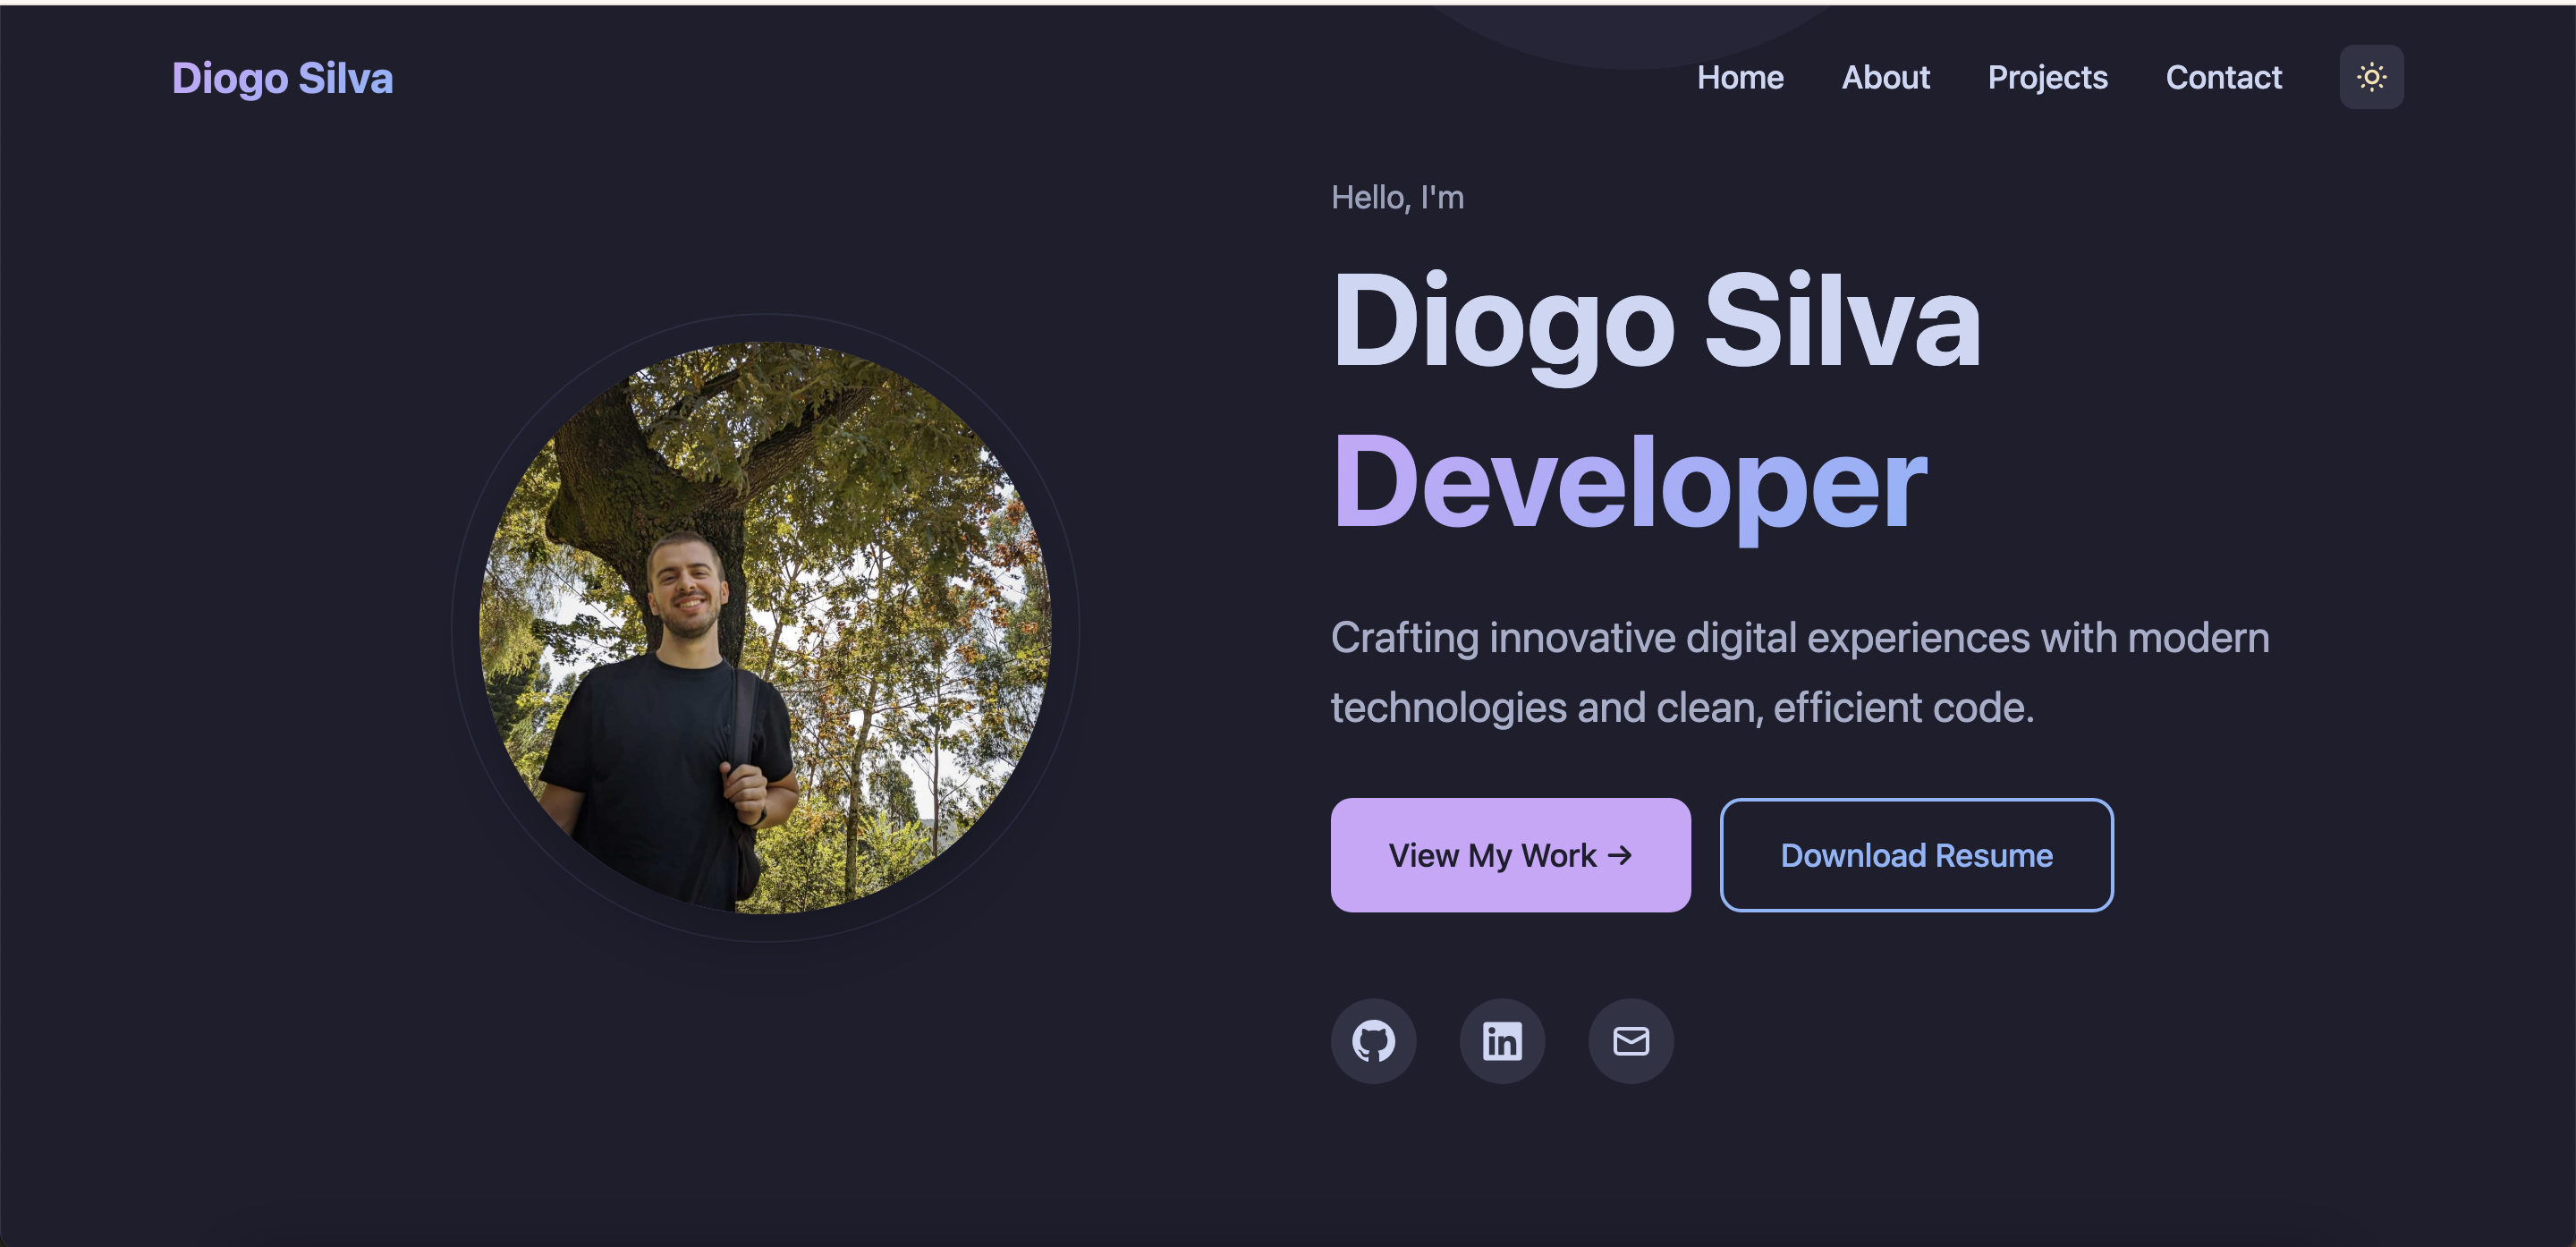 Diogo Silva
Home About Projects Contact
Hello, I'm
Diogo Silva
Developer
Crafting innovative digital experiences with modern
technologies and clean, efficient code.
View My Work →
Download Resume
in